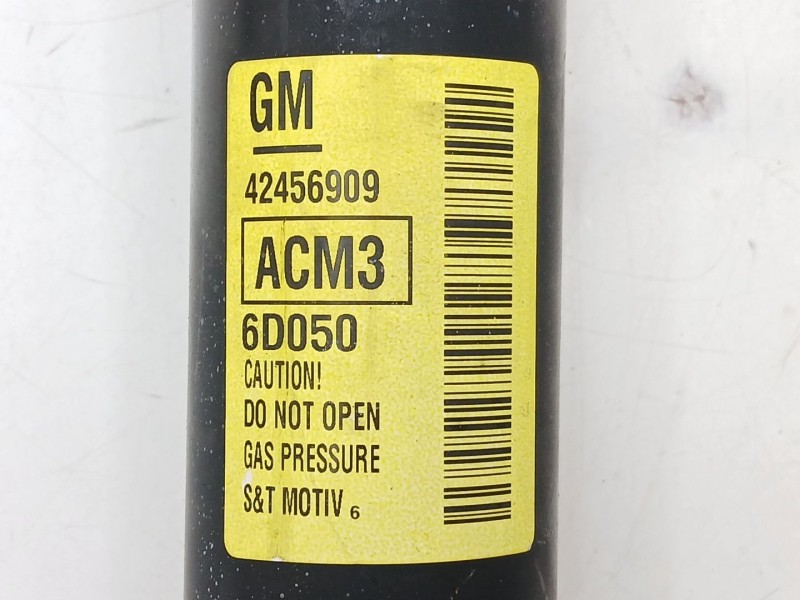 GM
42456909
ACM3
6D050
CAUTION!
DO NOT OPEN
GAS PRESSURE
S&T MOTIV 6